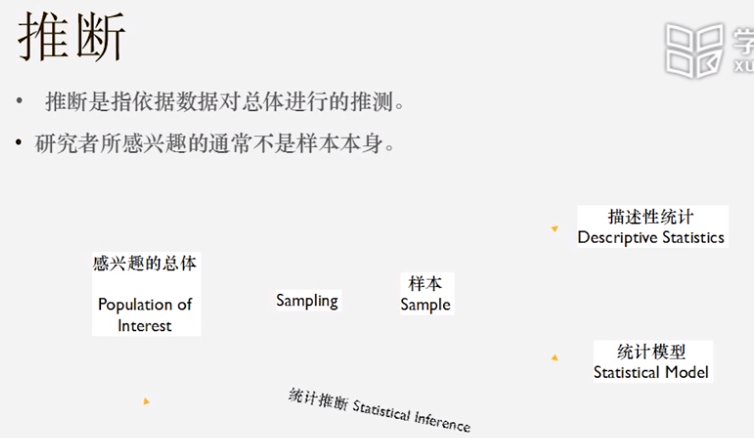 推断
推断是指依据数据对总体进行的推测。
研究者所感兴趣的通常不是样本本身。
描述性统计
Descriptive Statistics
感兴趣的总体
Population of
Interest
Sampling
样本
Sample
统计模型
Statistical Model
统计推断 Statistical Inference